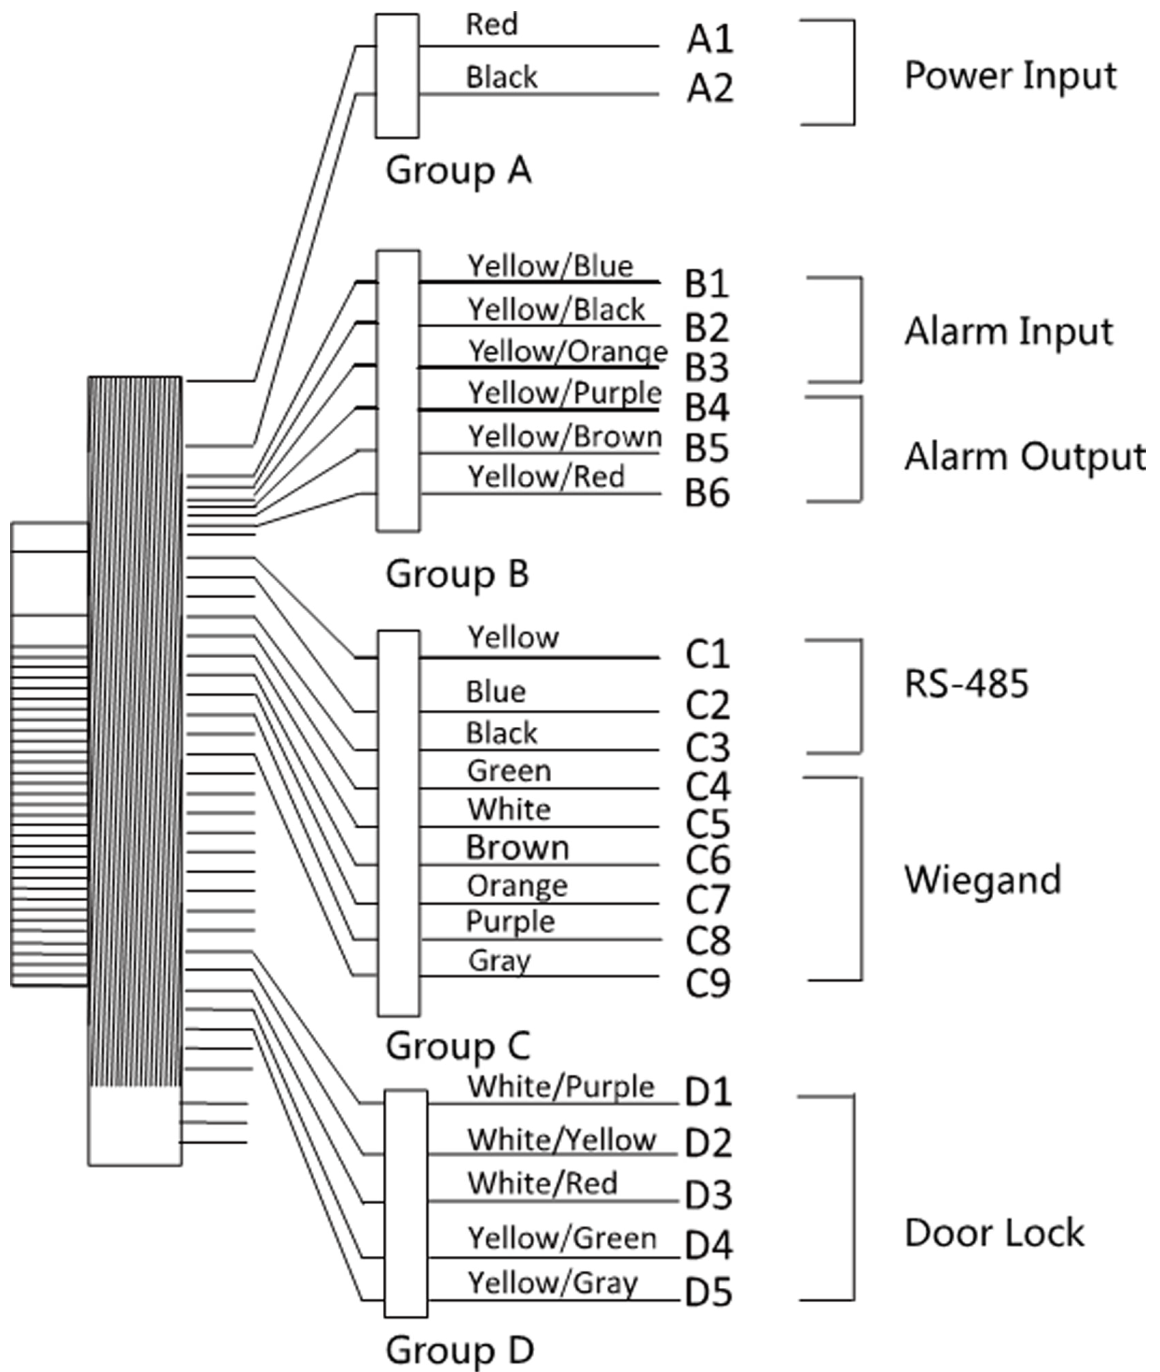 Red A1
Black A2
Power Input
Group A
Yellow/Blue B1
Yellow/Black B2
Yellow/Orange B3
Alarm Input
Yellow/Purple B4
Yellow/Brown B5
Yellow/Red B6
Alarm Output
Group B
Yellow C1
Blue C2
Black C3
RS-485
Green C4
White C5
Brown C6
Orange C7
Purple C8
Gray C9
Wiegand
Group C
White/Purple D1
White/Yellow D2
White/Red D3
Yellow/Green D4
Yellow/Gray D5
Door Lock
Group D